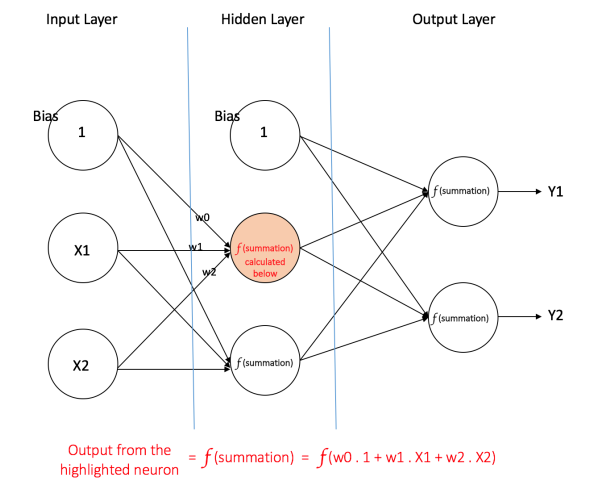 Input Layer
Hidden Layer
Output Layer
Bias
1
Bias
1
w0
w1
w2
X1
f(summation)
calculated
below
X2
f(summation)
f(summation)
Y1
f(summation)
Y2
Output from the
highlighted neuron
= f(summation) = f(w0 . 1 + w1 . X1 + w2 . X2)